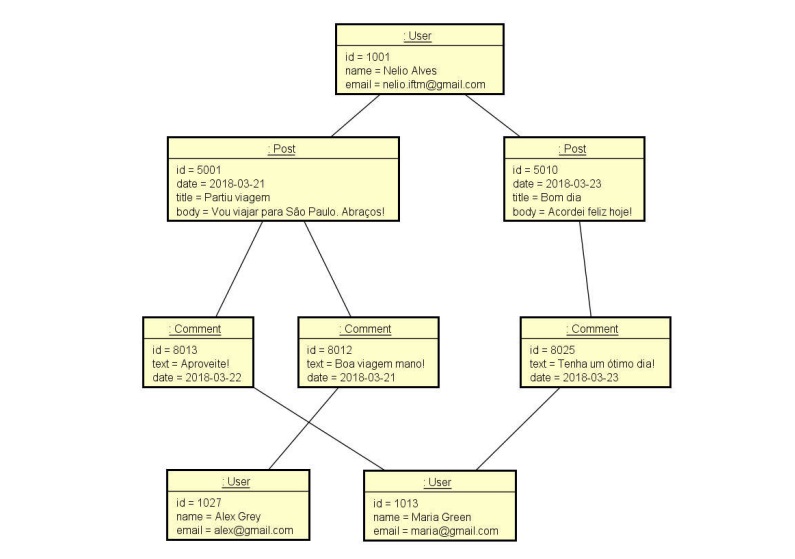 : User
id = 1001
name = Nelio Alves
email = nelio.iftm@gmail.com
: Post
id = 5001
date = 2018-03-21
title = Partiu viagem
body = Vou viajar para São Paulo. Abraços!
: Post
id = 5010
date = 2018-03-23
title = Bom dia
body = Acordei feliz hoje!
: Comment
id = 8013
text = Aproveite!
date = 2018-03-22
: Comment
id = 8012
text = Boa viagem mano!
date = 2018-03-21
: Comment
id = 8025
text = Tenha um ótimo dia!
date = 2018-03-23
: User
id = 1027
name = Alex Grey
email = alex@gmail.com
: User
id = 1013
name = Maria Green
email = maria@gmail.com